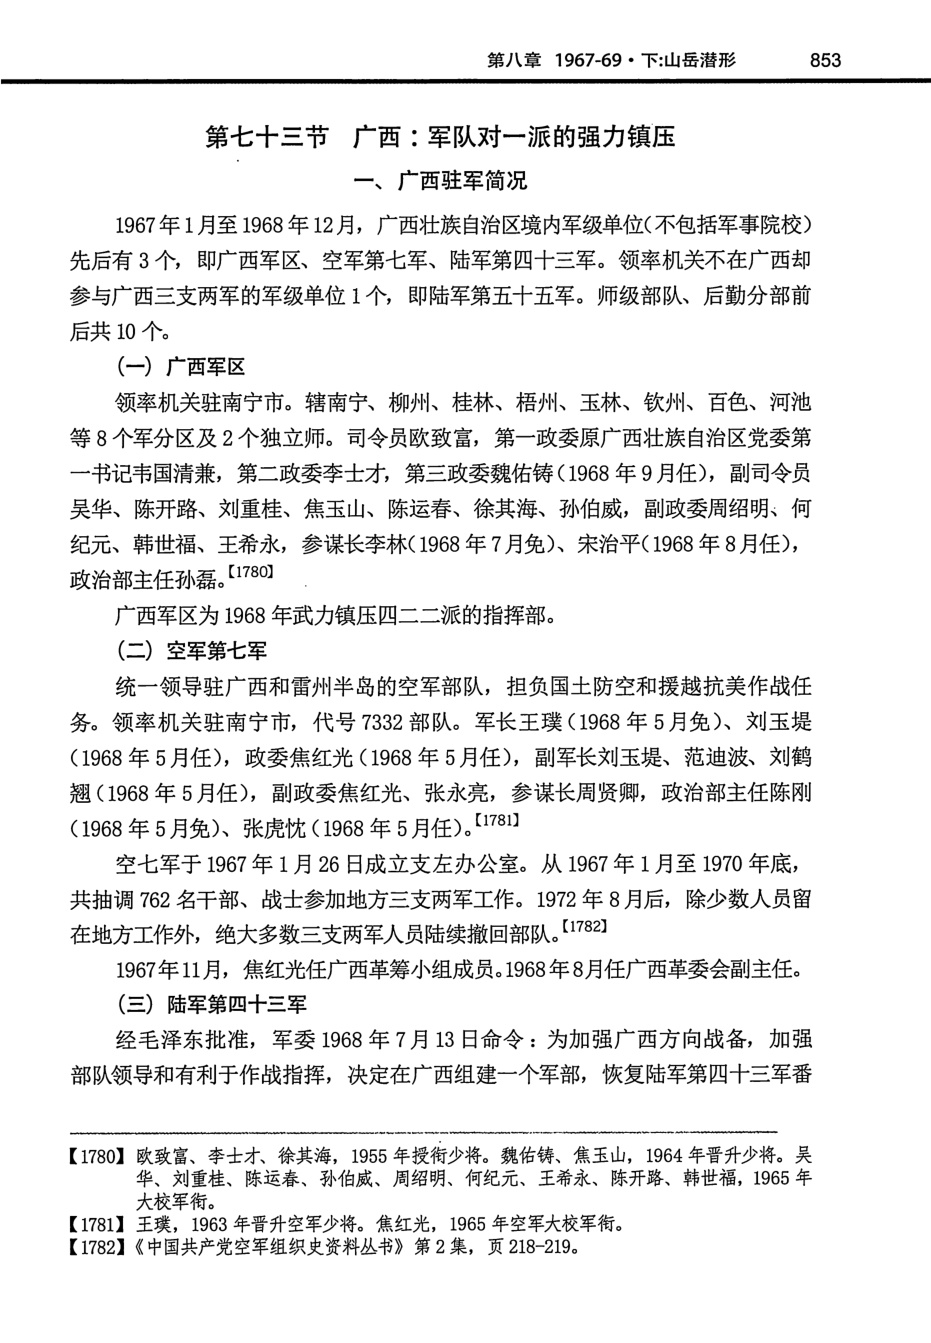 第八章 1967-69·下:山岳潜形 853
第七十三节 广西：军队对一派的强力镇压
一、广西驻军简况
1967年1月至1968年12月，广西壮族自治区境内军级单位（不包括军事院校）
先后有3个，即广西军区、空军第七军、陆军第四十三军。领率机关不在广西却
参与广西三支两军的军级单位1个，即陆军第五十五军。师级部队、后勤分部前
后共10个。
（一）广西军区
领率机关驻南宁市。辖南宁、柳州、桂林、梧州、玉林、钦州、百色、河池
等8个军分区及2个独立师。司令员欧致富，第一政委原广西壮族自治区党委第
一书记韦国清兼，第二政委李士才，第三政委魏佑铸（1968年9月任），副司令员
吴华、陈开路、刘重桂、焦玉山、陈运春、徐其海、孙伯威，副政委周绍明、何
纪元、韩世福、王希永，参谋长李林（1968年7月免）、宋治平（1968年8月任），
政治部主任孙磊。【1780】
广西军区为1968年武力镇压四二二派的指挥部。
（二）空军第七军
统一领导驻广西和雷州半岛的空军部队，担负国土防空和援越抗美作战任
务。领率机关驻南宁市，代号7332部队。军长王璞（1968年5月免）、刘玉堤
（1968年5月任），政委焦红光（1968年5月任），副军长刘玉堤、范迪波、刘鹤
翘（1968年5月任），副政委焦红光、张永亮，参谋长周贤卿，政治部主任陈刚
（1968年5月免）、张虎忱（1968年5月任）。【1781】
空七军于1967年1月26日成立支左办公室。从1967年1月至1970年底，
共抽调762名干部、战士参加地方三支两军工作。1972年8月后，除少数人员留
在地方工作外，绝大多数三支两军人员陆续撤回部队。【1782】
1967年11月，焦红光任广西革筹小组成员。1968年8月任广西革委会副主任。
（三）陆军第四十三军
经毛泽东批准，军委1968年7月13日命令：为加强广西方向战备，加强
部队领导和有利于作战指挥，决定在广西组建一个军部，恢复陆军第四十三军番
【1780】欧致富、李士才、徐其海，1955年授衔少将。魏佑铸、焦玉山，1964年晋升少将。吴
华、刘重桂、陈运春、孙伯威、周绍明、何纪元、王希永、陈开路、韩世福，1965年
大校军衔。
【1781】王璞，1963年晋升空军少将。焦红光，1965年空军大校军衔。
【1782】《中国共产党空军组织史资料丛书》第2集，页218-219。